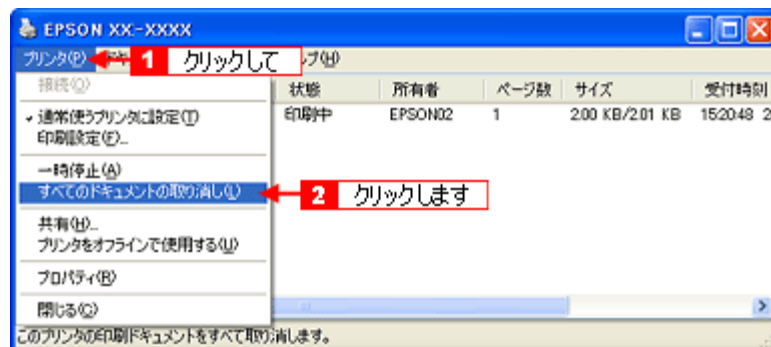 EPSON XX-XXXX
プリンタ(P) 1 クリックして ルプ(H)
接続(O)
状態 所有者 ページ数 サイズ 受付時刻
通常使うプリンタに設定(T)
印刷中 EPSON02 1 2.00 KB/2.01 KB 15:20:48 2
印刷設定(E)...
一時停止(A)
すべてのドキュメントの取り消し(L) 2 クリックします
共有(H)...
プリンタをオフラインで使用する(U)
プロパティ(R)
閉じる(C)
このプリンタの印刷ドキュメントをすべて取り消します。